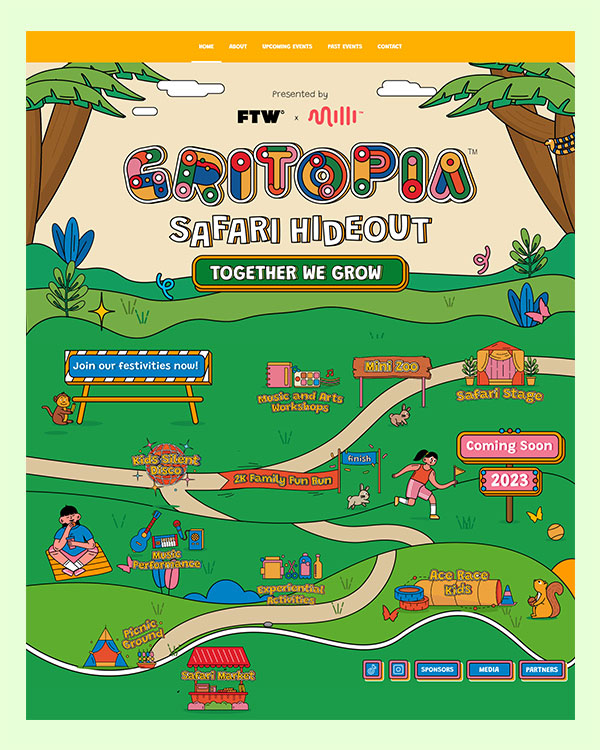 HOME ABOUT UPCOMING EVENTS PAST EVENTS CONTACT
Presented by
FTW® x Milli™
GRITOPIA™
SAFARI HIDEOUT
TOGETHER WE GROW
Join our festivities now!
Music and Arts
Workshops
Mini Zoo
Safari Stage
Kids Silent
Disco
2K Family Fun Run
finish
Coming Soon
2023
Music
Performance
Experiential
Activities
Ace Race
Kids
Picnic
Ground
Safari Market
SPONSORS MEDIA PARTNERS